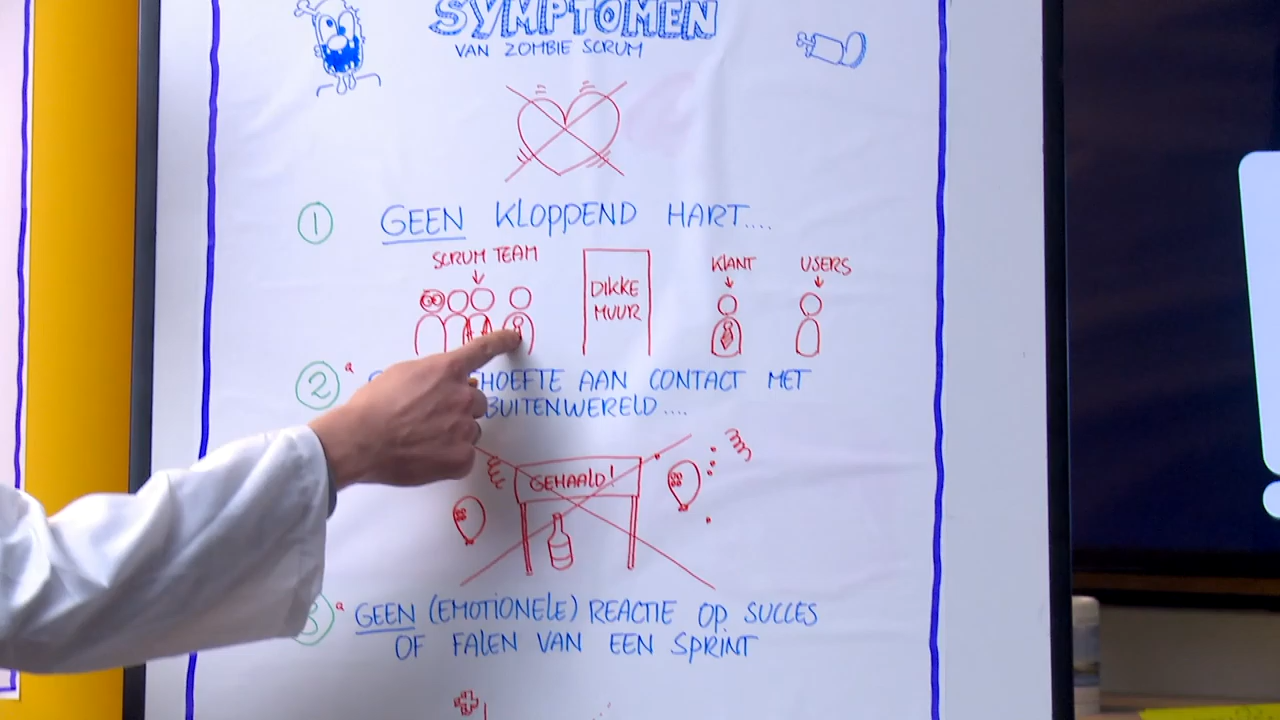 SYMPTOMEN
VAN ZOMBIE SCRUM
1 GEEN KLOPPEND HART....
SCRUM TEAM
DIKKE
MUUR
KLANT
USERS
2 a HOEFTE AAN CONTACT MET
BUITENWERELD....
GEHAALD!
3 a GEEN (EMOTIONELE) REACTIE OP SUCCES
OF FALEN VAN EEN SPRINT